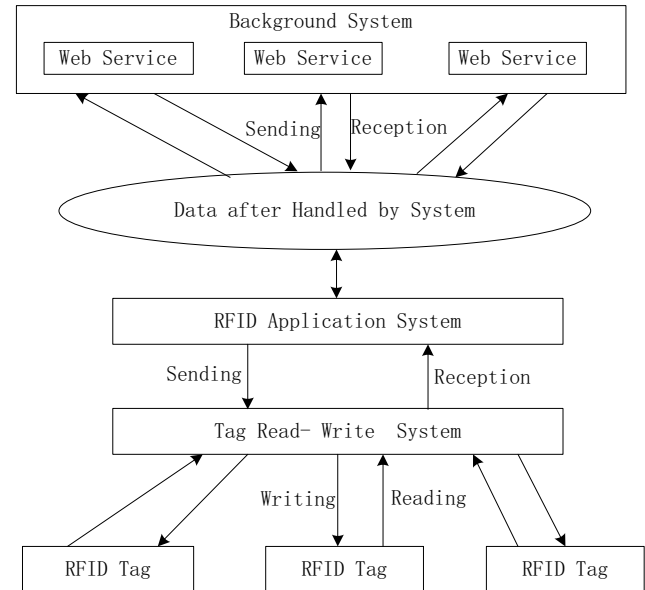 Background System
Web Service
Web Service
Web Service
Sending
Reception
Data after Handled by System
RFID Application System
Sending
Reception
Tag Read- Write System
Writing
Reading
RFID Tag
RFID Tag
RFID Tag